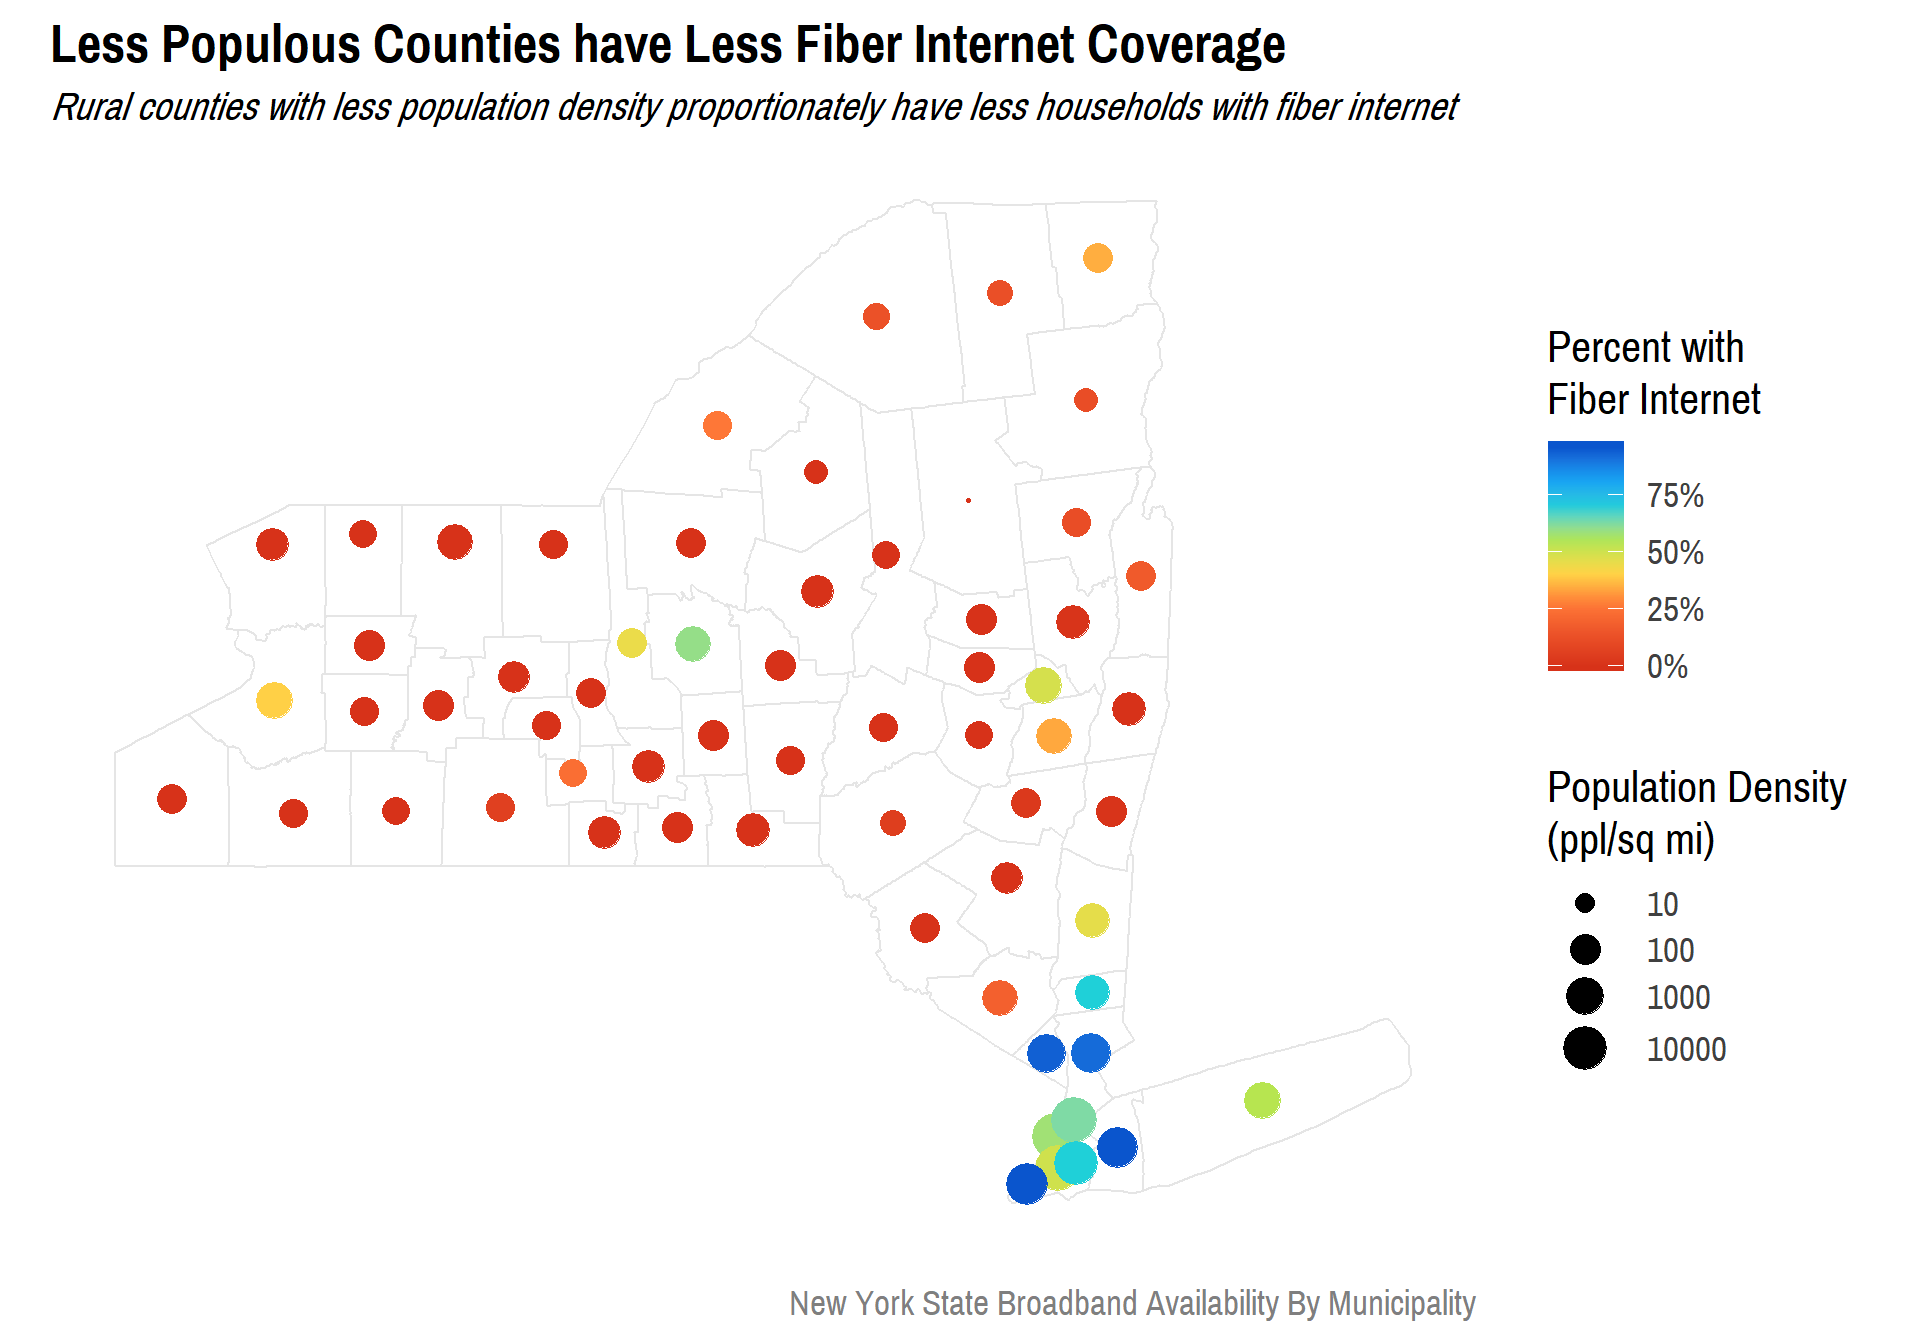 Less Populous Counties have Less Fiber Internet Coverage
Rural counties with less population density proportionately have less households with fiber internet
Percent with
Fiber Internet
75%
50%
25%
0%
Population Density
(ppl/sq mi)
10
100
1000
10000
New York State Broadband Availability By Municipality